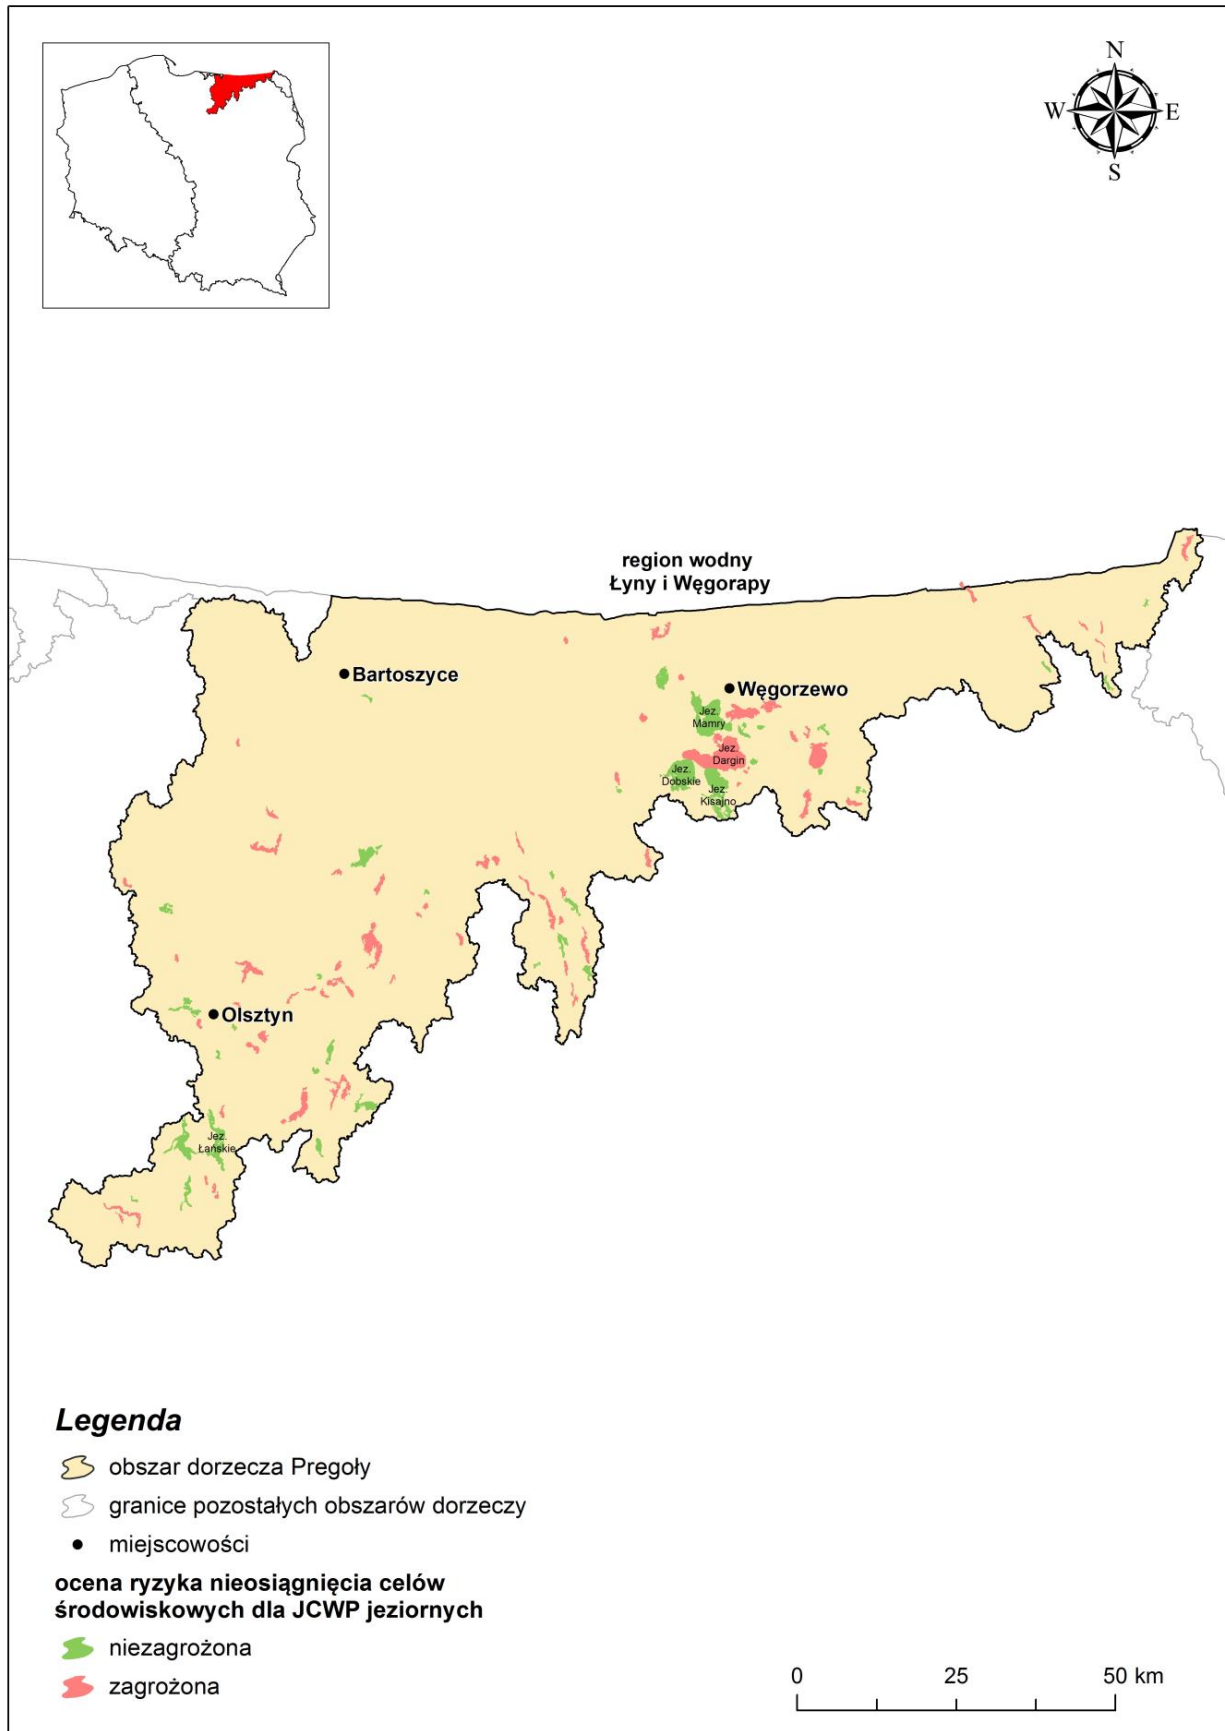 N
W
E
S
region wodny
Łyny i Węgorapy
Bartoszyce
Węgorzewo
Jez.
Mamry
Jez.
Dargin
Jez.
Dobskie
Jez.
Kisajno
Olsztyn
Jez.
Łańskie
Legenda
obszar dorzecza Pregoły
granice pozostałych obszarów dorzeczy
miejscowości
ocena ryzyka nieosiągnięcia celów
środowiskowych dla JCWP jeziornych
niezagrożona
zagrożona
0 25 50 km